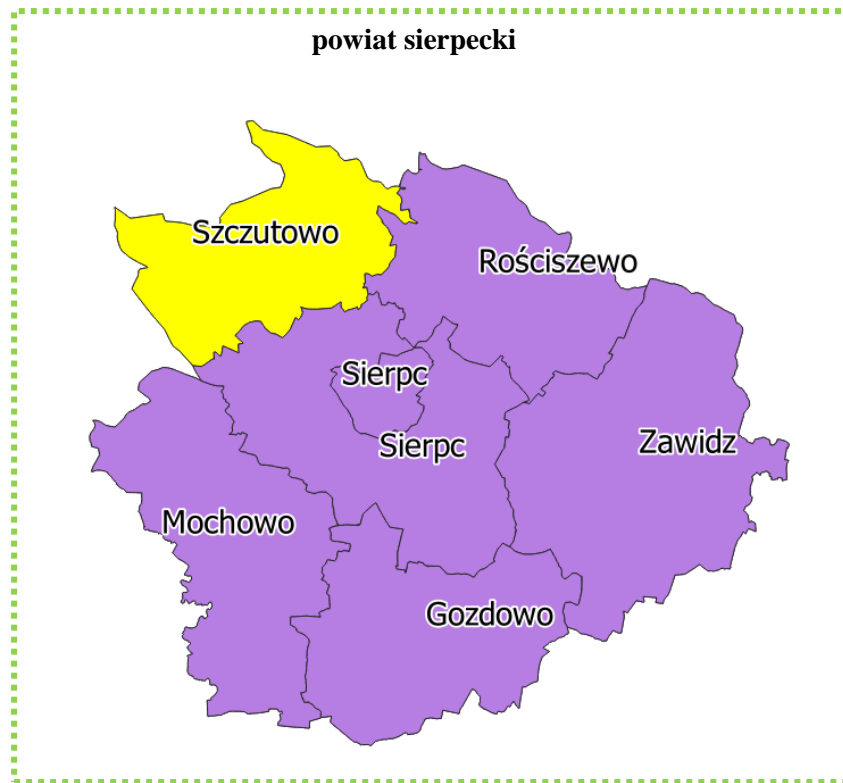 powiat sierpecki
Szczutowo
Rościszewo
Sierpc
Zawidz
Sierpc
Mochowo
Gozdowo